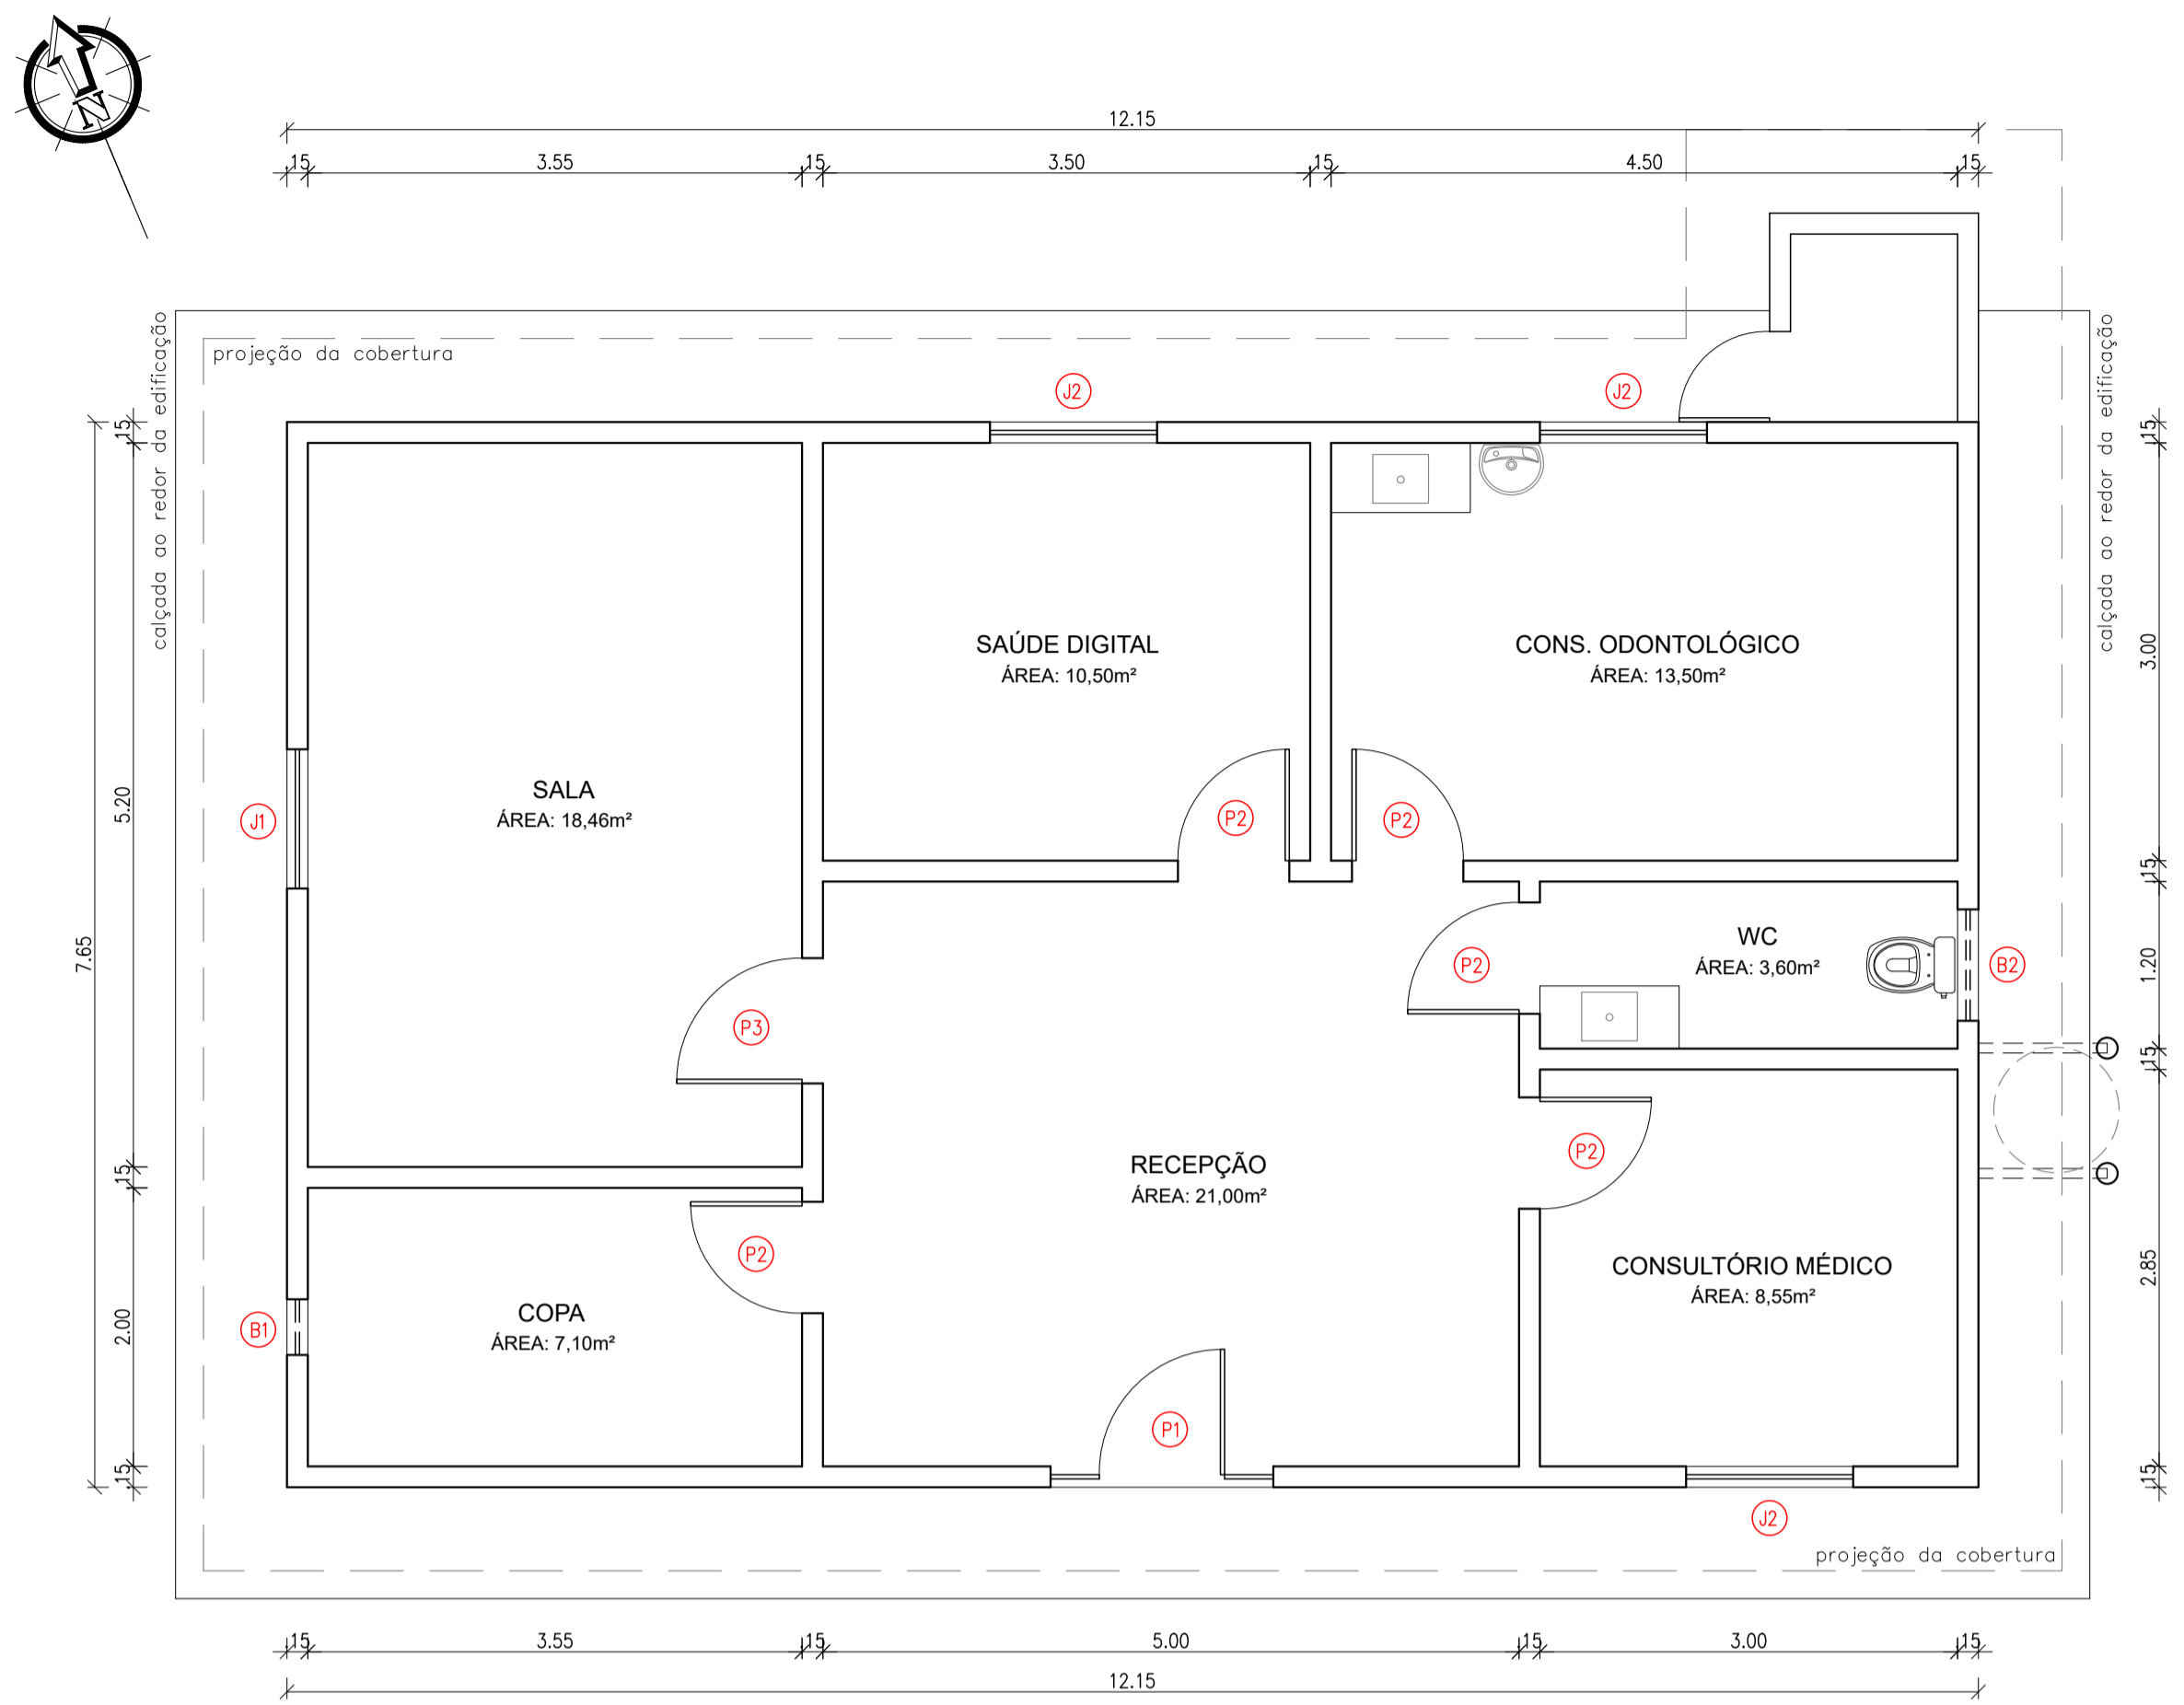 N
12.15
.15
3.55
.15
3.50
.15
4.50
.15
calçada ao redor da edificação
projeção da cobertura
calçada ao redor da edificação
J2
J2
.15
.15
SAÚDE DIGITAL
ÁREA: 10,50m²
CONS. ODONTOLÓGICO
ÁREA: 13,50m²
3.00
SALA
ÁREA: 18,46m²
5.20
J1
P2
P2
.15
7.65
WC
ÁREA: 3,60m²
P2
B2
1.20
P3
.15
P2
RECEPÇÃO
ÁREA: 21,00m²
.15
P2
CONSULTÓRIO MÉDICO
ÁREA: 8,55m²
2.85
COPA
ÁREA: 7,10m²
2.00
B1
P1
.15
.15
J2
projeção da cobertura
.15
3.55
.15
5.00
.15
3.00
.15
12.15